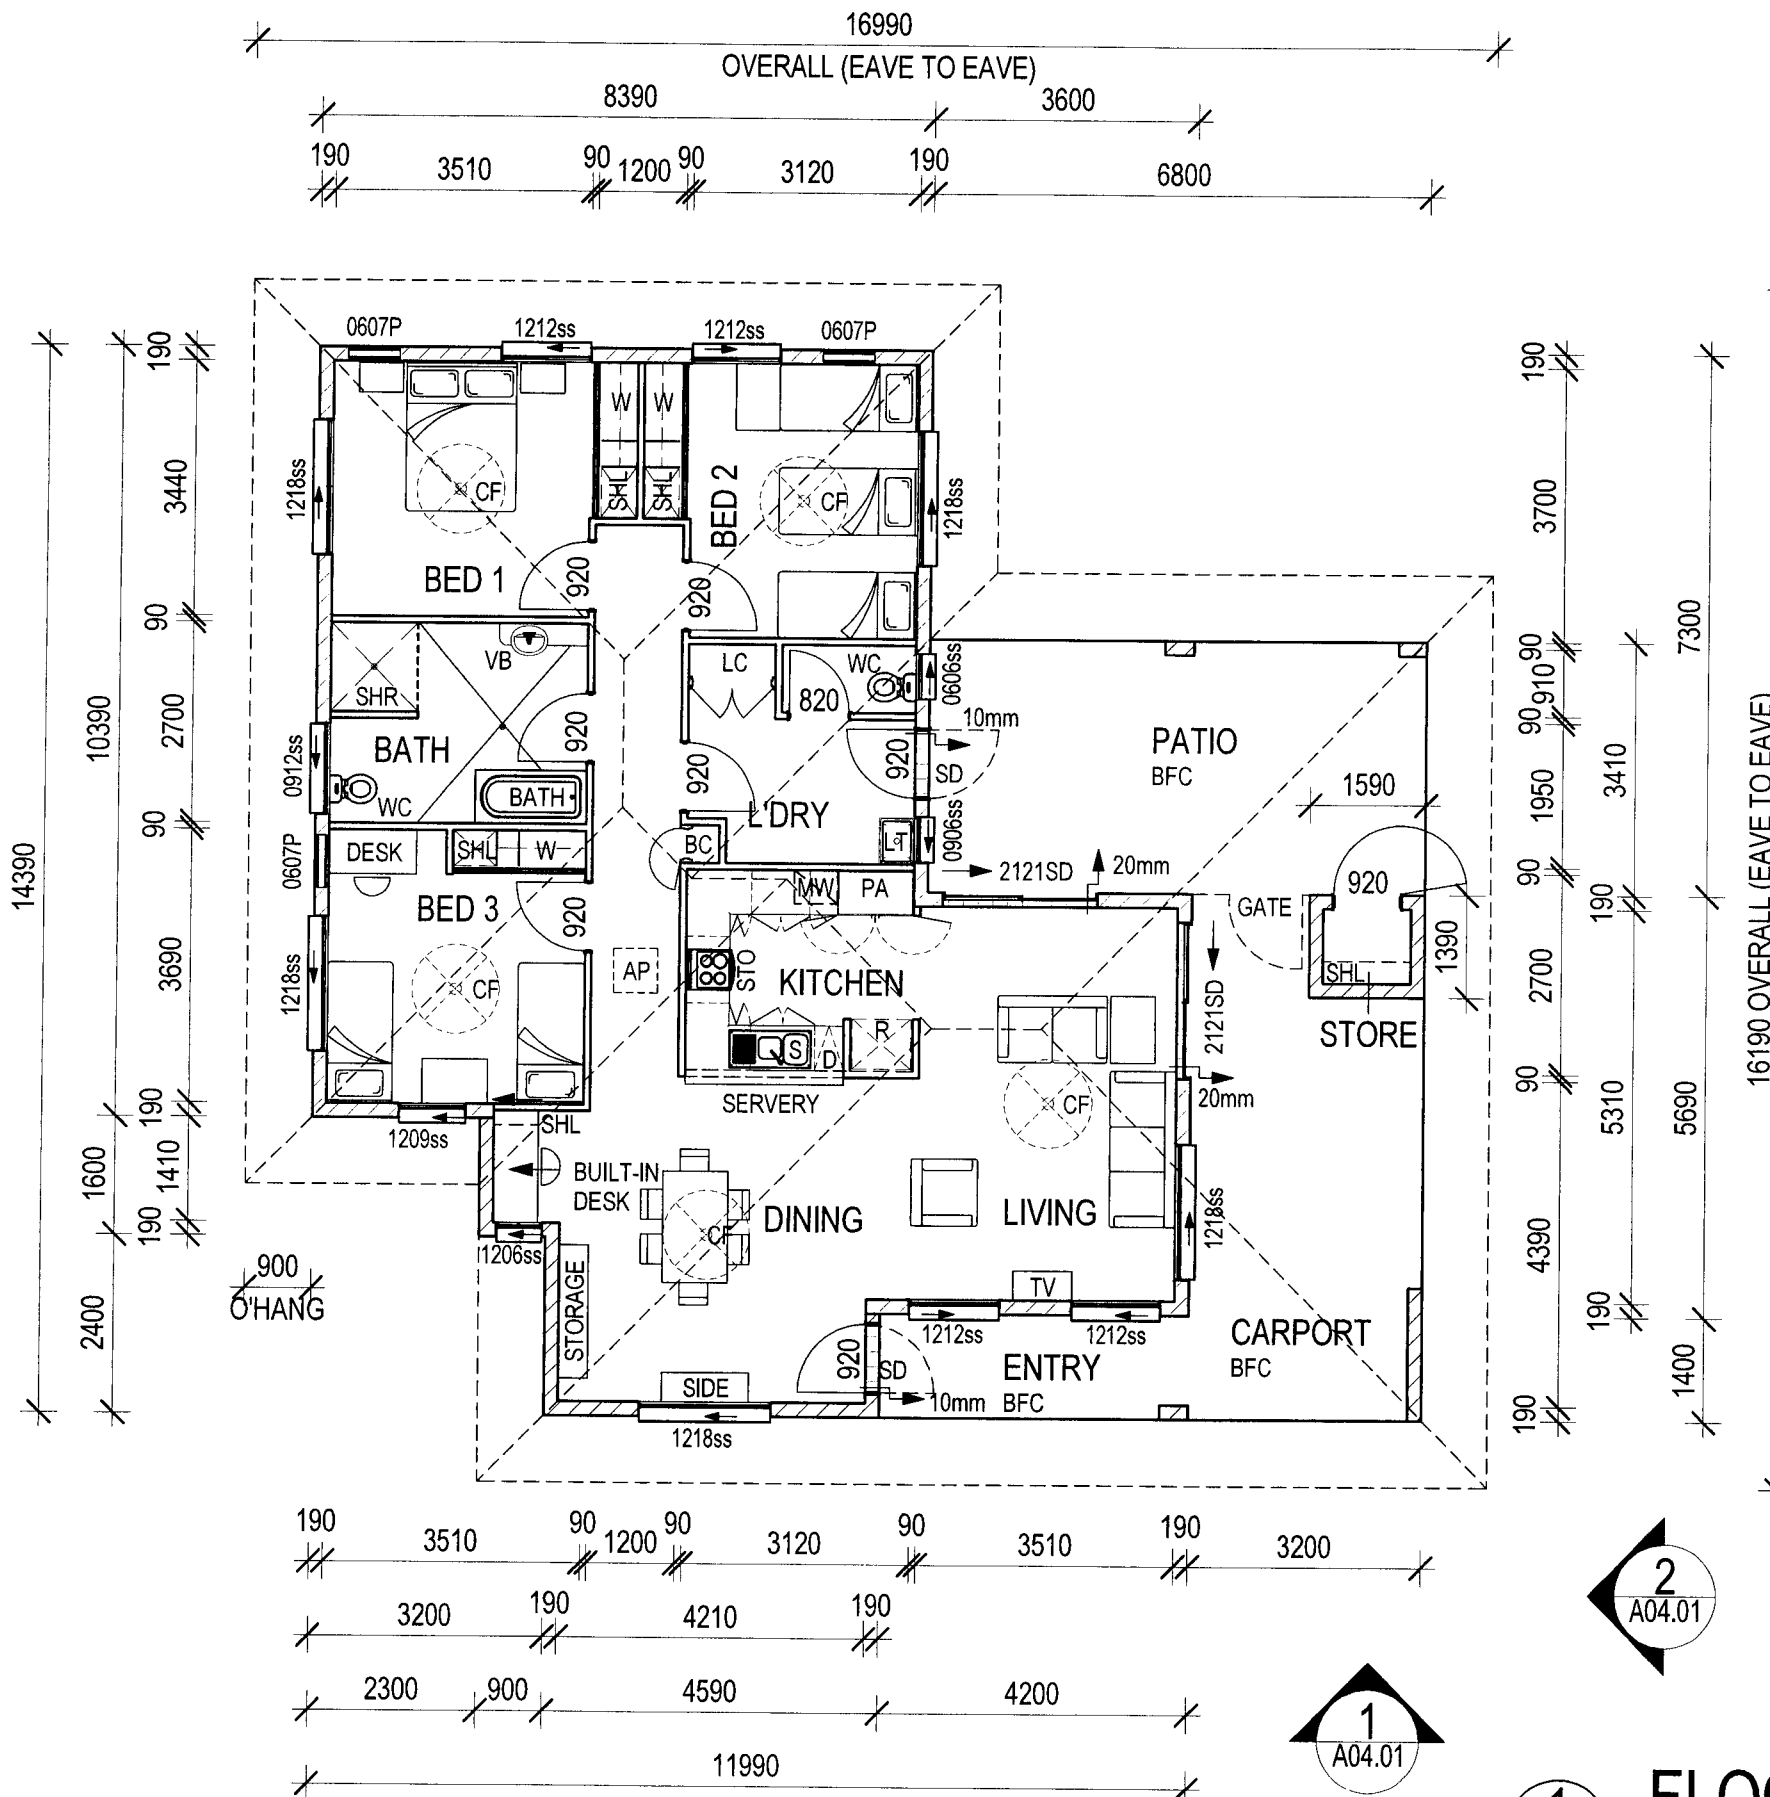 16990
OVERALL (EAVE TO EAVE)
8390 3600
190 3510 90 1200 90 3120 190 6800
0607P 1212ss 1212ss 0607P
190 3440 90 2700 90 3690 190 1410 190
10390 1600 2400
14390
1218ss
W W
SHL SHL
CF
BED 1
920
BED 2
CF
920
1218ss
SHR
VB
BATH
920
WC
BATH
0912ss
LC
WC
820
0606ss
10mm
920
920
SD
L'DRY
LT
0906ss
BC
PATIO
BFC
1590
920
2121SD
20mm
0607P
DESK
SHL W
BED 3
920
CF
1218ss
1209ss
AP
MW PA
STO
KITCHEN
S
D
R
SERVERY
GATE
SHL
STORE
1390
2121SD
20mm
CF
SHL
BUILT-IN
DESK
1206ss
900
O'HANG
STORAGE
CF
DINING
LIVING
1218ss
TV
1212ss 1212ss
SIDE
1218ss
920
SD
10mm
ENTRY
BFC
CARPORT
BFC
190 3700 90 910 90 1950 90 2700 90 4390 190
3410 190 5310 190
7300 5690 1400
16190 OVERALL (EAVE TO EAVE)
190 3510 90 1200 90 3120 90 3510 190 3200
3200 190 4210 190
2300 900 4590 4200
11990
2
A04.01
1
A04.01
1